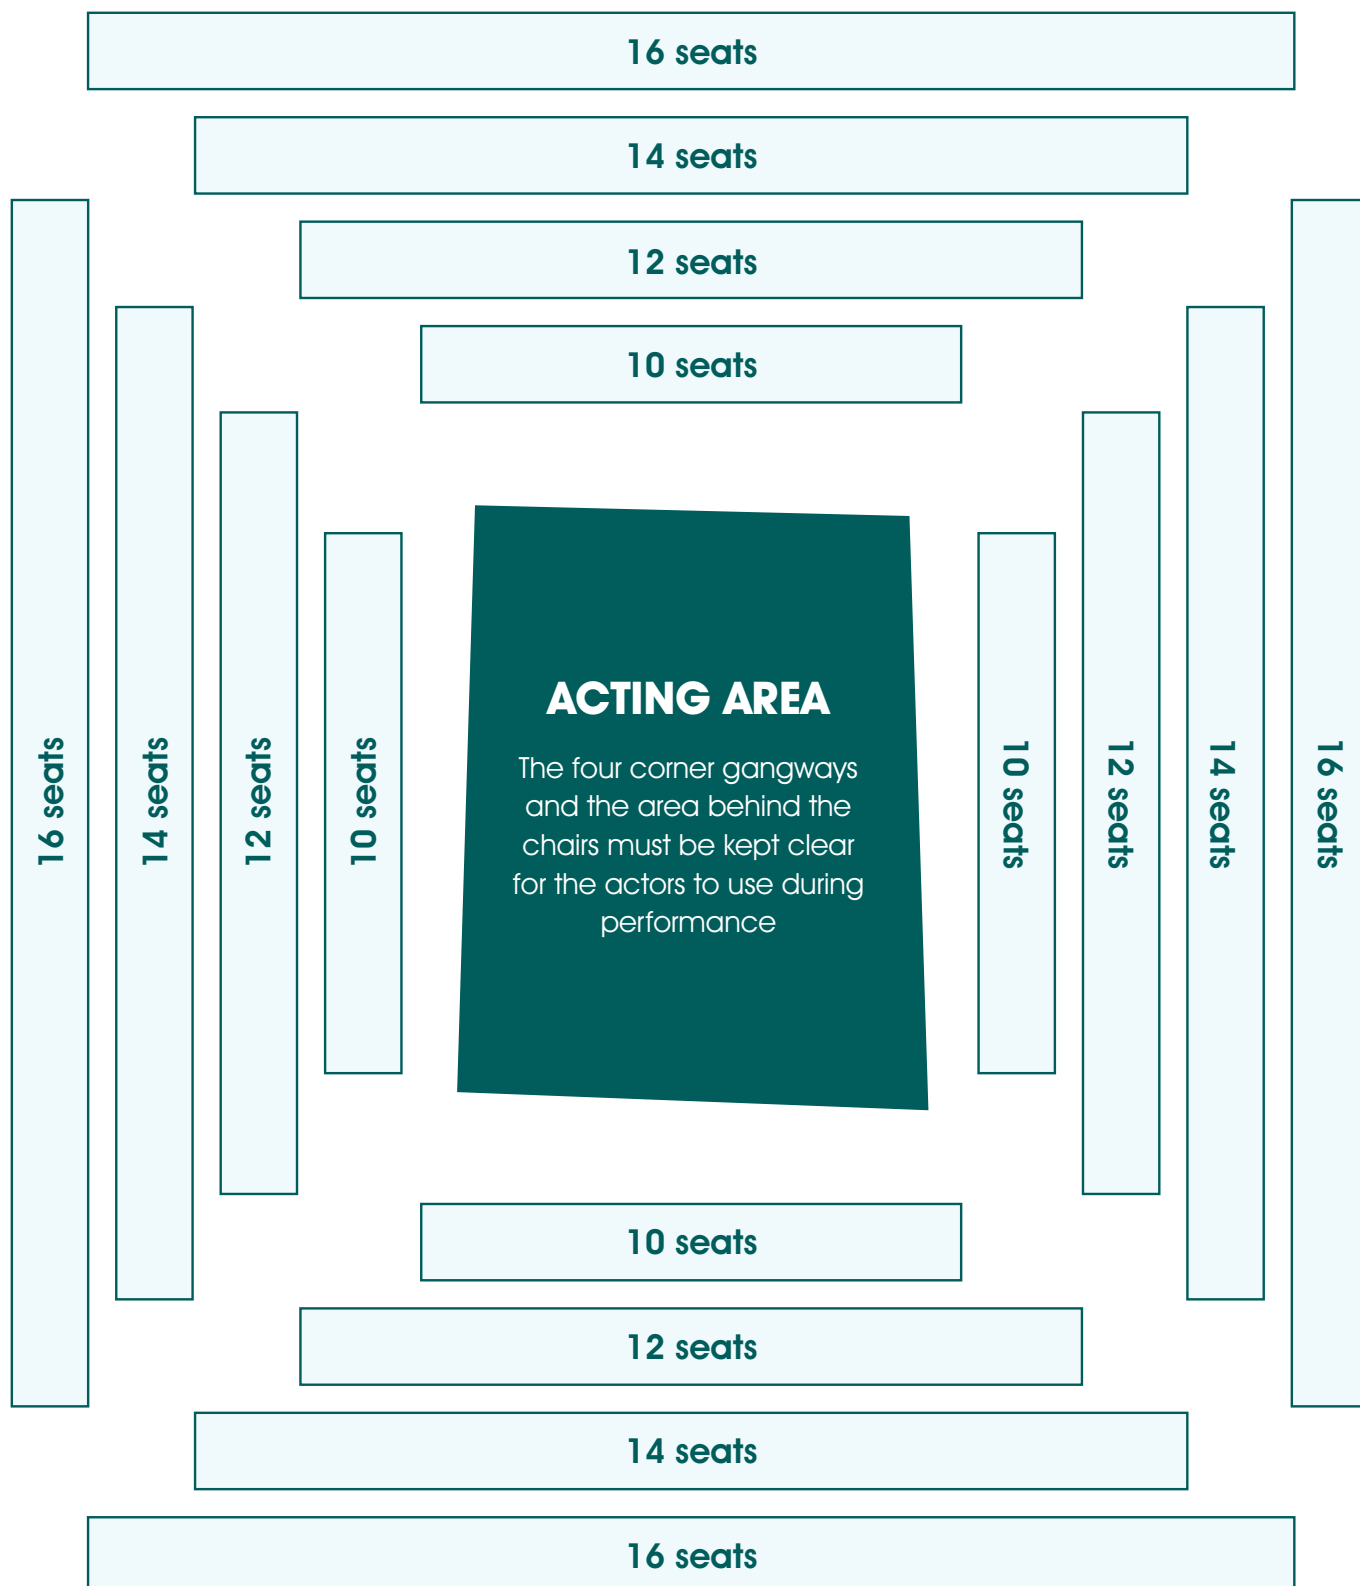 16 seats
14 seats
12 seats
10 seats
16 seats
14 seats
12 seats
10 seats
ACTING AREA
The four corner gangways
and the area behind the
chairs must be kept clear
for the actors to use during
performance
10 seats
12 seats
14 seats
16 seats
10 seats
12 seats
14 seats
16 seats